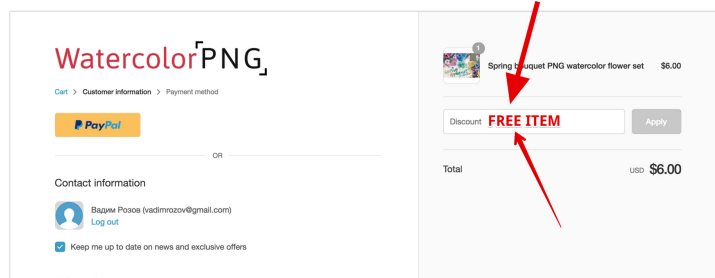 WatercolorPNG
Cart > Customer information > Payment method
PayPal
OR
Contact information
Вадим Розов (vadimrozov@gmail.com)
Log out
Keep me up to date on news and exclusive offers
1
Spring bouquet PNG watercolor flower set $6.00
Discount FREE ITEM Apply
Total USD $6.00